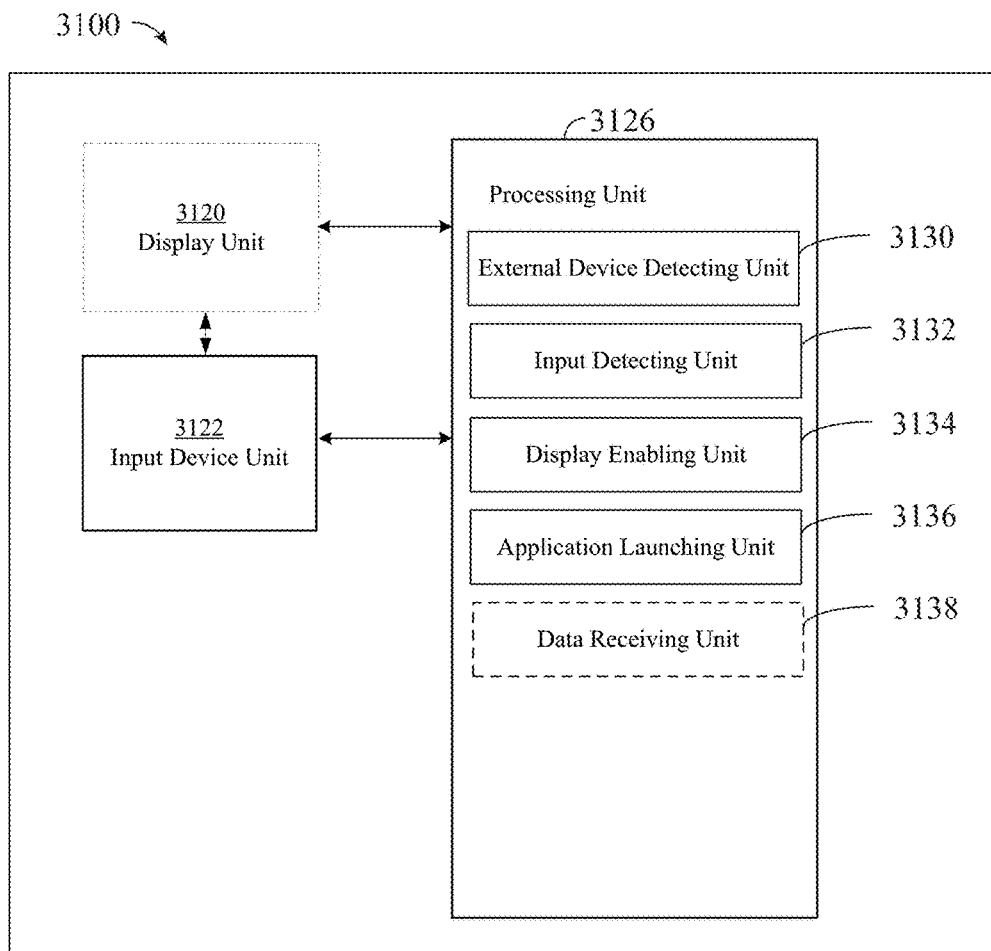 3100
3126
3120
Display Unit
Processing Unit
3130
External Device Detecting Unit
3132
Input Detecting Unit
3122
Input Device Unit
3134
Display Enabling Unit
3136
Application Launching Unit
3138
Data Receiving Unit